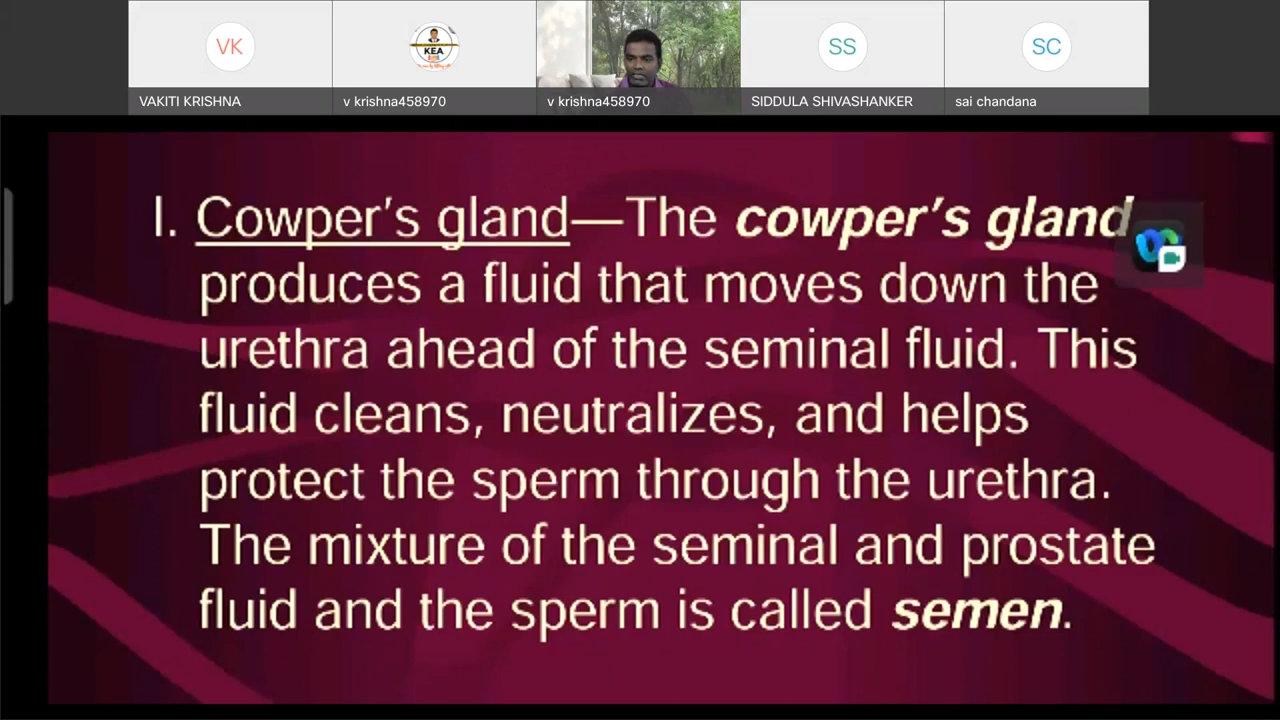 VK
KEA
SS
SC
VAKITI KRISHNA
v krishna458970
v krishna458970
SIDDULA SHIVASHANKER
sai chandana
I. Cowper's gland—The cowper's gland
produces a fluid that moves down the
urethra ahead of the seminal fluid. This
fluid cleans, neutralizes, and helps
protect the sperm through the urethra.
The mixture of the seminal and prostate
fluid and the sperm is called semen.